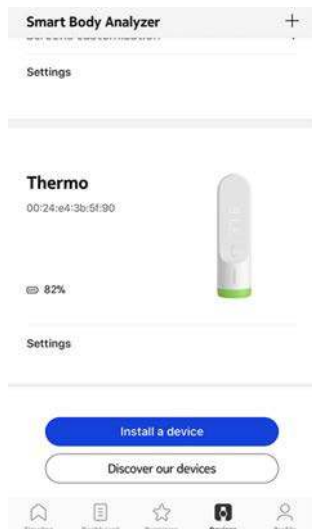 Smart Body Analyzer
Settings
Thermo
00:24:e4:3b:5f:90
82%
Settings
Install a device
Discover our devices